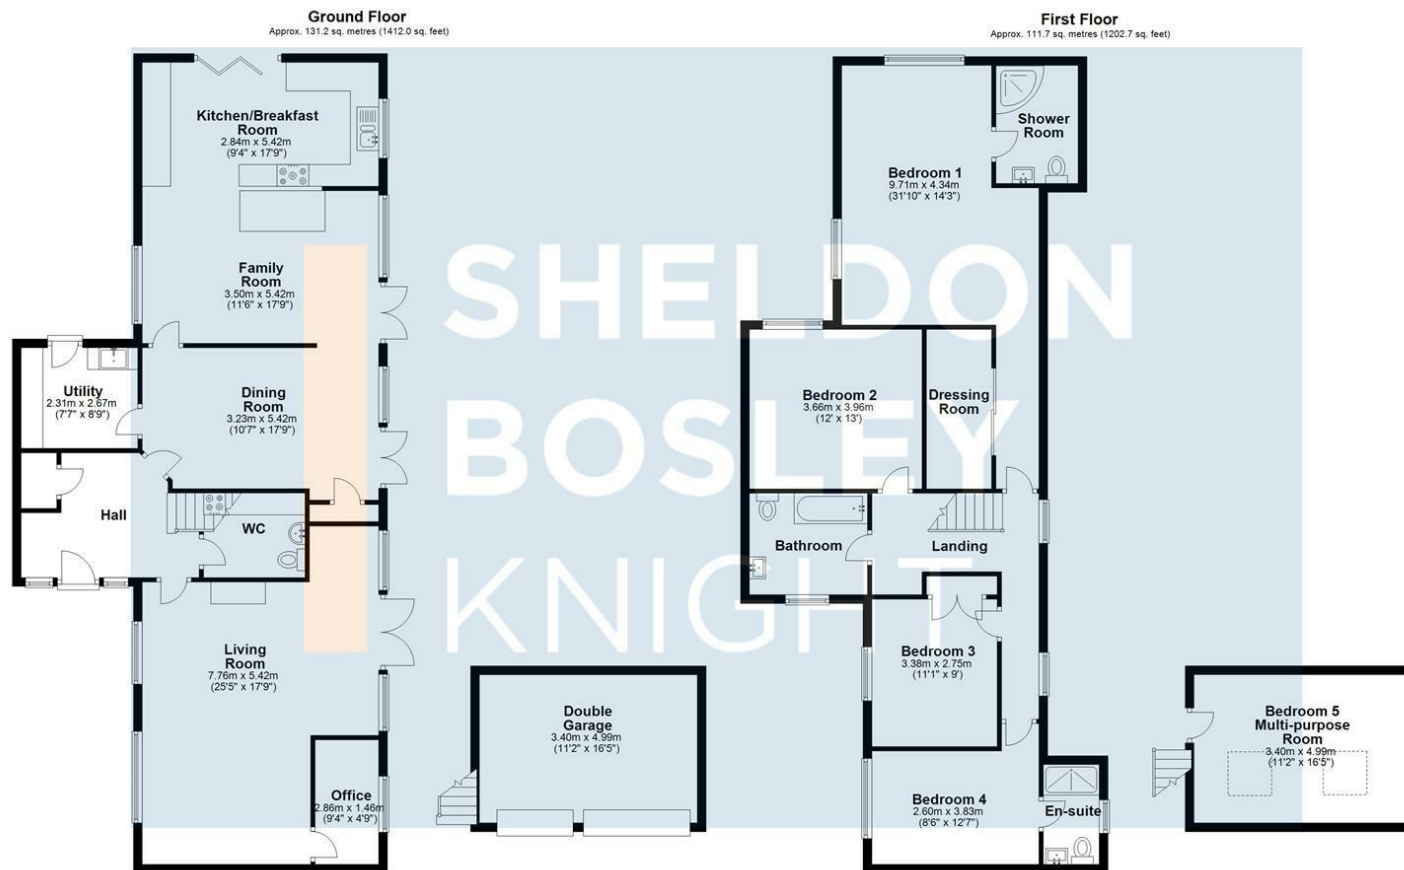 Ground Floor
Approx. 131.2 sq. metres (1412.0 sq. feet)
Kitchen/Breakfast
Room
2.84m x 5.42m
(9'4" x 17'9")
Family
Room
3.50m x 5.42m
(11'6" x 17'9")
Utility
2.31m x 2.67m
(7'7" x 8'9")
Dining
Room
3.23m x 5.42m
(10'7" x 17'9")
Hall
WC
Living
Room
7.76m x 5.42m
(25'5" x 17'9")
Office
2.86m x 1.46m
(9'4" x 4'9")
Double
Garage
3.40m x 4.99m
(11'2" x 16'5")
First Floor
Approx. 111.7 sq. metres (1202.7 sq. feet)
Shower
Room
Bedroom 1
9.71m x 4.34m
(31'10" x 14'3")
Bedroom 2
3.66m x 3.96m
(12' x 13')
Dressing
Room
Bathroom
Landing
Bedroom 3
3.38m x 2.75m
(11'1" x 9')
Bedroom 4
2.60m x 3.83m
(8'6" x 12'7")
En-suite
Bedroom 5
Multi-purpose
Room
3.40m x 4.99m
(11'2" x 16'5")
SHELDON
BOSLEY
KNIGHT